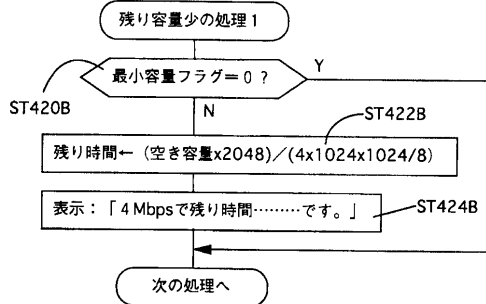 残り容量少の処理1
最小容量フラグ=0?
Y
ST420B
N
ST422B
残り時間←(空き容量x2048)/(4x1024x1024/8)
表示:「4Mbpsで残り時間………です。」
ST424B
次の処理へ